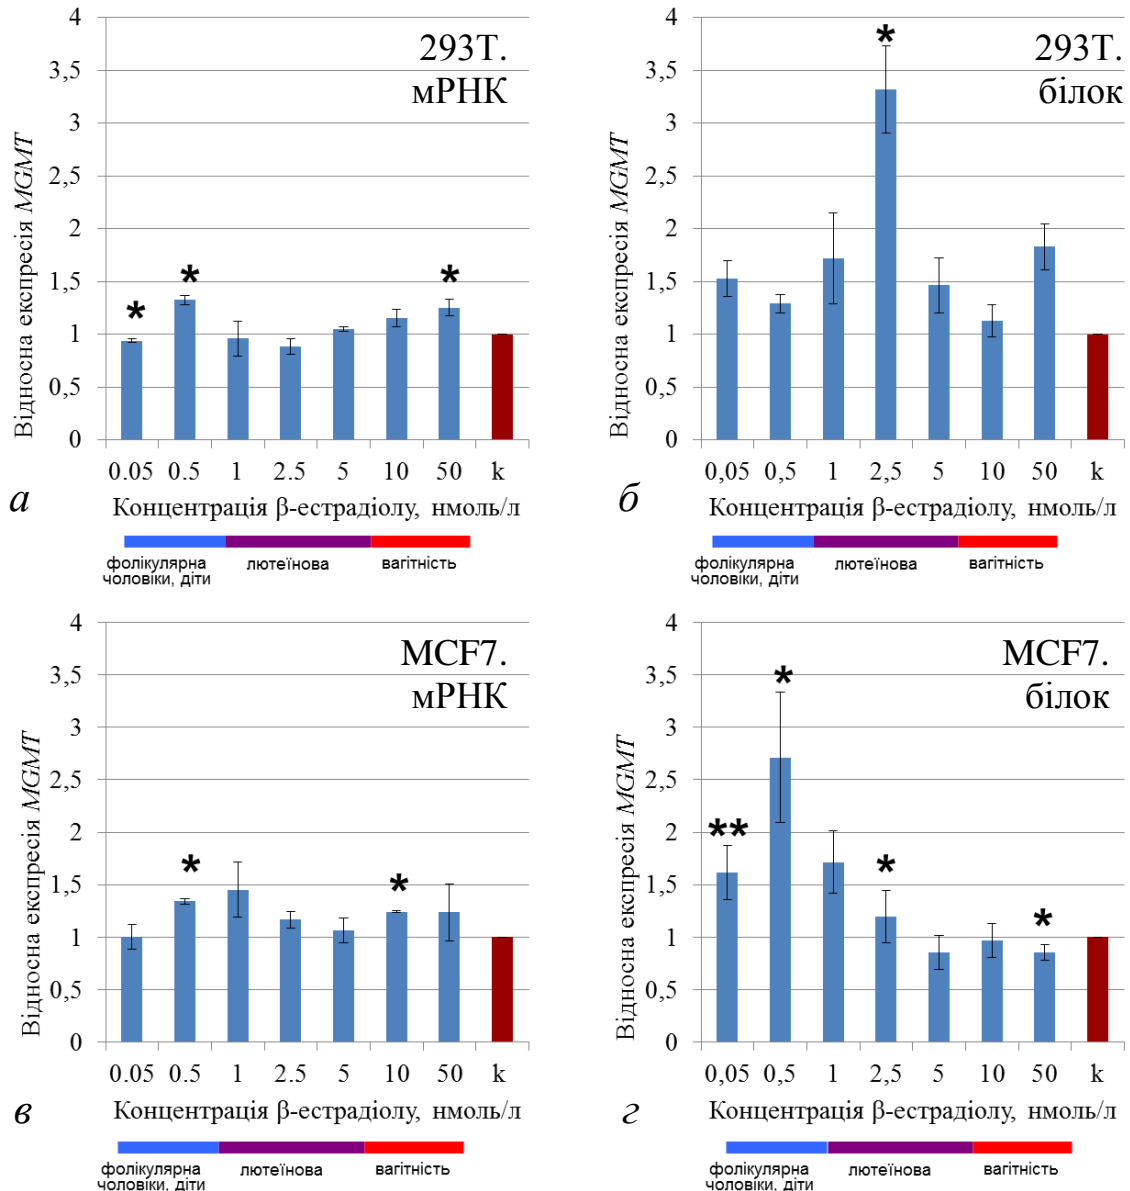 293Т.
мРНК
Відносна експресія MGMT
4
3,5
3
2,5
2
1,5
1
0,5
0
* * *
0.05 0.5 1 2.5 5 10 50 k
Концентрація β-естрадіолу, нмоль/л
а
фолікулярна
чоловіки, діти
лютеїнова
вагітність
293Т.
білок
Відносна експресія MGMT
4
3,5
3
2,5
2
1,5
1
0,5
0
*
0,05 0,5 1 2,5 5 10 50 k
Концентрація β-естрадіолу, нмоль/л
б
фолікулярна
чоловіки, діти
лютеїнова
вагітність
MCF7.
мРНК
Відносна експресія MGMT
4
3,5
3
2,5
2
1,5
1
0,5
0
* *
0.05 0.5 1 2.5 5 10 50 k
Концентрація β-естрадіолу, нмоль/л
в
фолікулярна
чоловіки, діти
лютеїнова
вагітність
MCF7.
білок
Відносна експресія MGMT
4
3,5
3
2,5
2
1,5
1
0,5
0
** * * *
0,05 0,5 1 2,5 5 10 50 k
Концентрація β-естрадіолу, нмоль/л
г
фолікулярна
чоловіки, діти
лютеїнова
вагітність